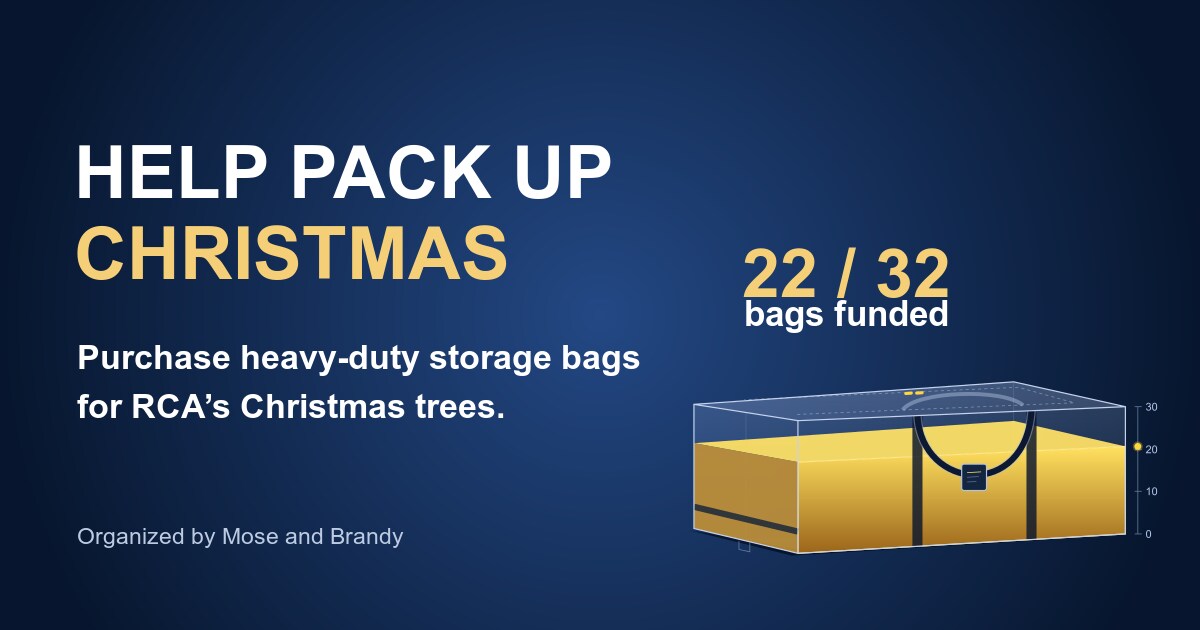 HELP PACK UP
CHRISTMAS
Purchase heavy-duty storage bags
for RCA’s Christmas trees.
Organized by Mose and Brandy
22 / 32
bags funded
30
20
10
0